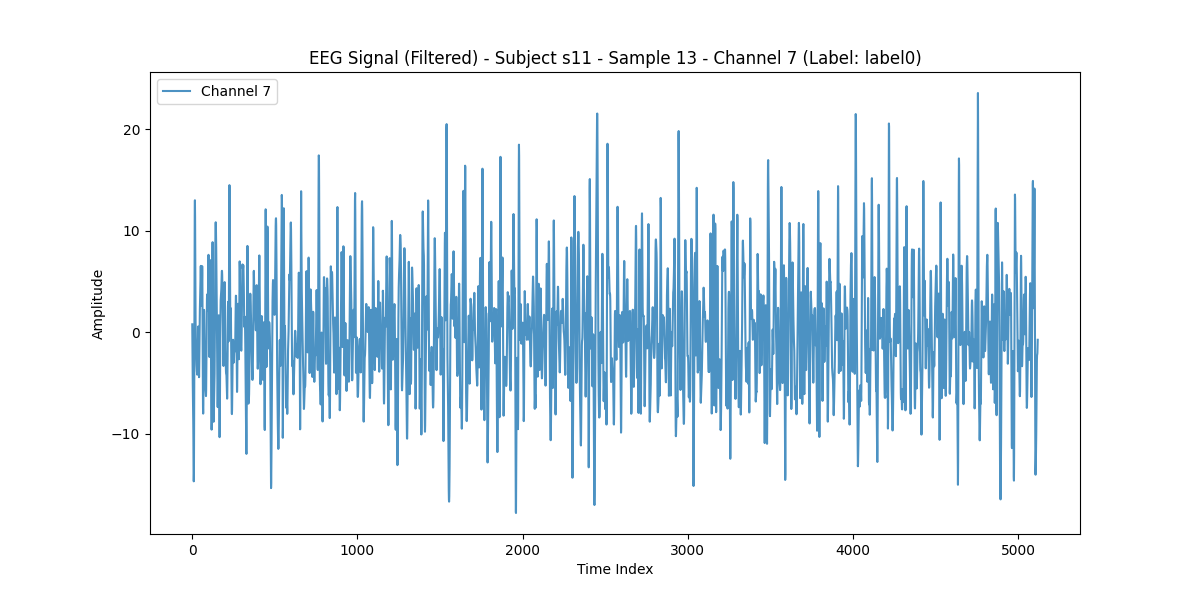 EEG Signal (Filtered) - Subject s11 - Sample 13 - Channel 7 (Label: label0)
Channel 7
20
10
0
−10
Amplitude
0 1000 2000 3000 4000 5000
Time Index